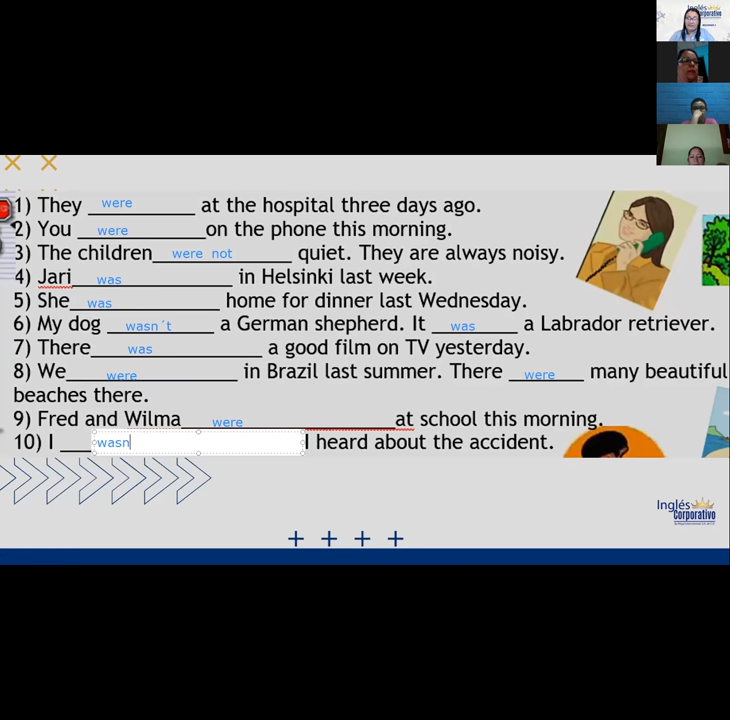 Inglés
Corporativo
1) They were at the hospital three days ago.
2) You were on the phone this morning.
3) The children were not quiet. They are always noisy.
4) Jari was in Helsinki last week.
5) She was home for dinner last Wednesday.
6) My dog wasn´t a German shepherd. It was a Labrador retriever.
7) There was a good film on TV yesterday.
8) We were in Brazil last summer. There were many beautiful
beaches there.
9) Fred and Wilma were at school this morning.
10) I wasn I heard about the accident.
Inglés
Corporativo